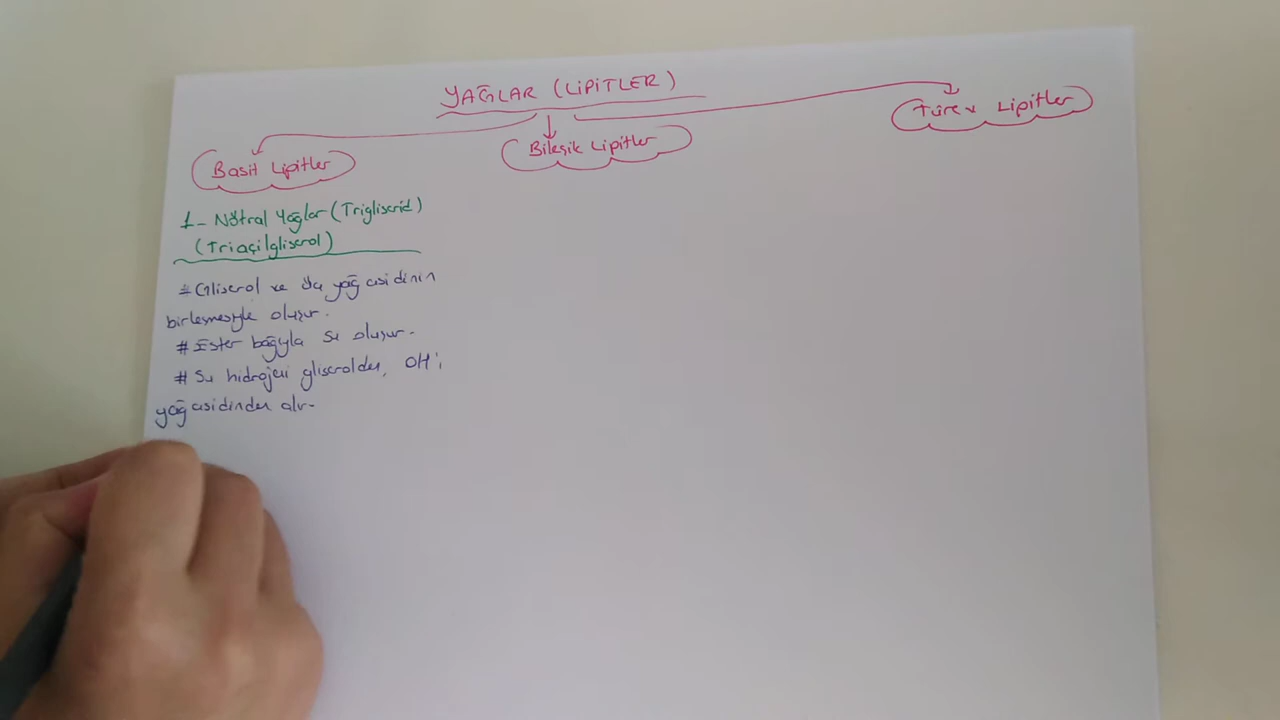 YAĞLAR (LİPİTLER)
Basit Lipitler
Bileşik Lipitler
Türev Lipitler
1- Nötral Yağlar (Trigliserid)
(Triaçilgliserol)
# Gliserol ve 3 yağ asidinin
birleşmesiyle oluşur.
# Ester bağıyla su oluşur.
# Su hidrojeni gliserolden, OH'ı
yağ asidinden alır.